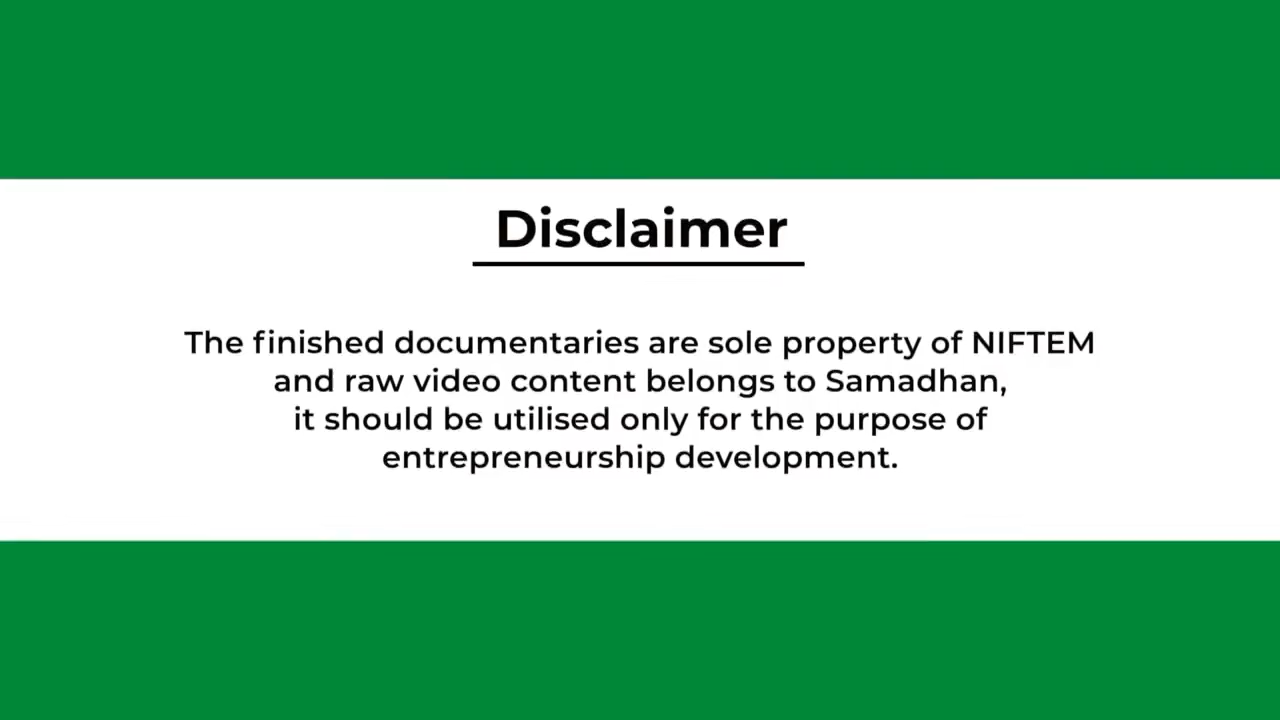 Disclaimer
The finished documentaries are sole property of NIFTEM
and raw video content belongs to Samadhan,
it should be utilised only for the purpose of
entrepreneurship development.